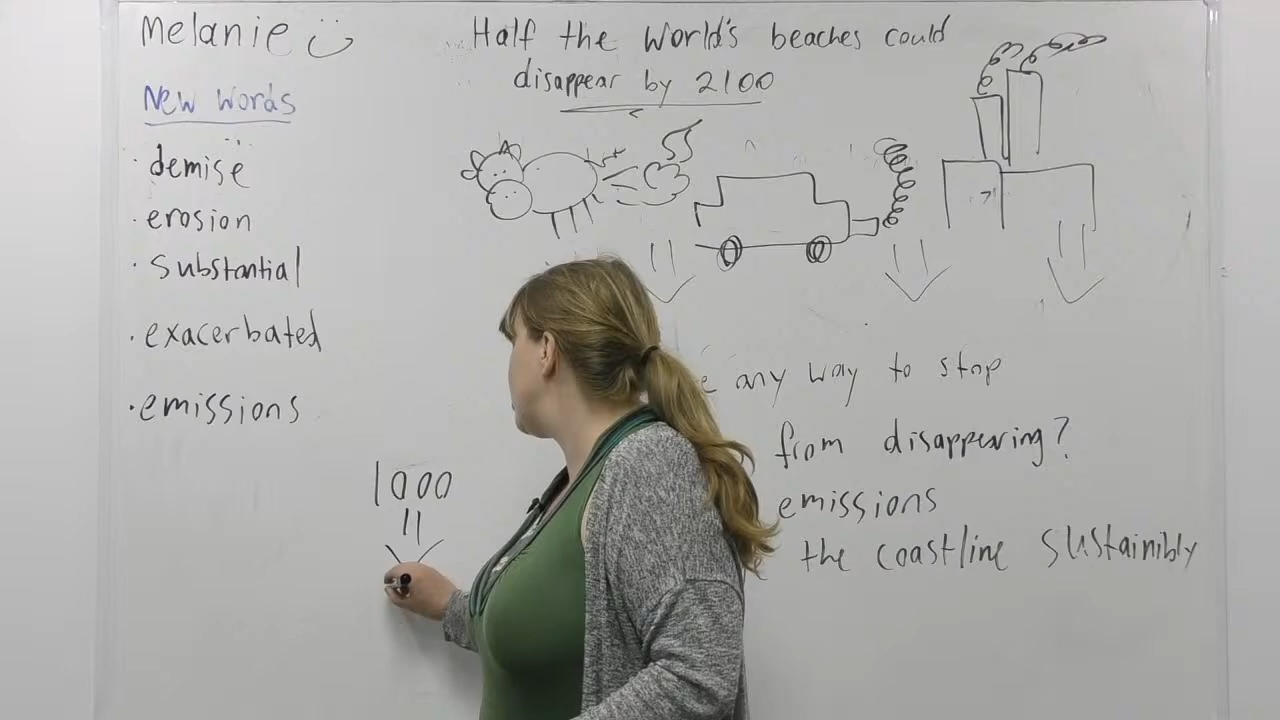 Melanie
Half the World's beaches could
disappear by 2100
New words
· demise
· erosion
· substantial
· exacerbated
· emissions
any way to stop
from disappearing?
emissions
the coastline sustainibly
1000